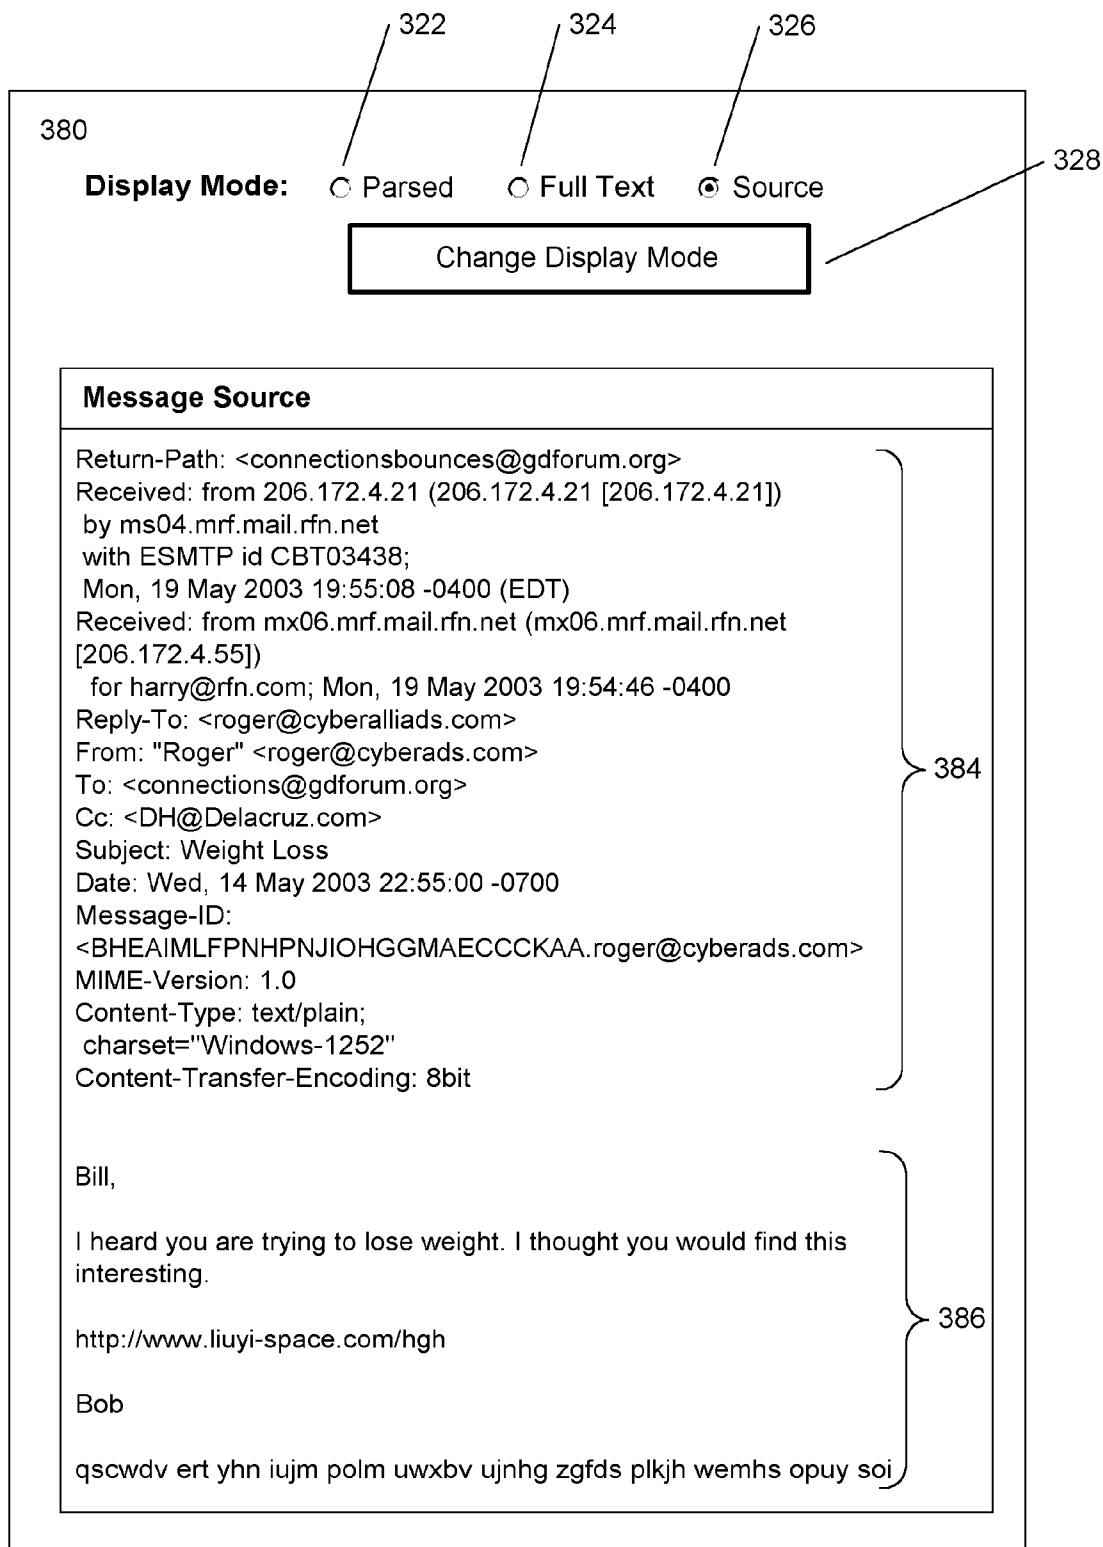 322
324
326
380
328
Display Mode: Parsed Full Text Source
Change Display Mode
Message Source
Return-Path: <connectionsbounces@gdforum.org>
Received: from 206.172.4.21 (206.172.4.21 [206.172.4.21])
by ms04.mrf.mail.rfn.net
with ESMTP id CBT03438;
Mon, 19 May 2003 19:55:08 -0400 (EDT)
Received: from mx06.mrf.mail.rfn.net (mx06.mrf.mail.rfn.net
[206.172.4.55])
for harry@rfn.com; Mon, 19 May 2003 19:54:46 -0400
Reply-To: <roger@cyberalliads.com>
From: "Roger" <roger@cyberads.com>
384
To: <connections@gdforum.org>
Cc: <DH@Delacruz.com>
Subject: Weight Loss
Date: Wed, 14 May 2003 22:55:00 -0700
Message-ID:
<BHEAIMLFPNHPNJIOHGGMAECCCKAA.roger@cyberads.com>
MIME-Version: 1.0
Content-Type: text/plain;
charset="Windows-1252"
Content-Transfer-Encoding: 8bit
Bill,
I heard you are trying to lose weight. I thought you would find this
interesting.
386
http://www.liuyi-space.com/hgh
Bob
qscwdv ert yhn iujm polm uwxbv ujnhg zgfds plkjh wemhs opuy soi